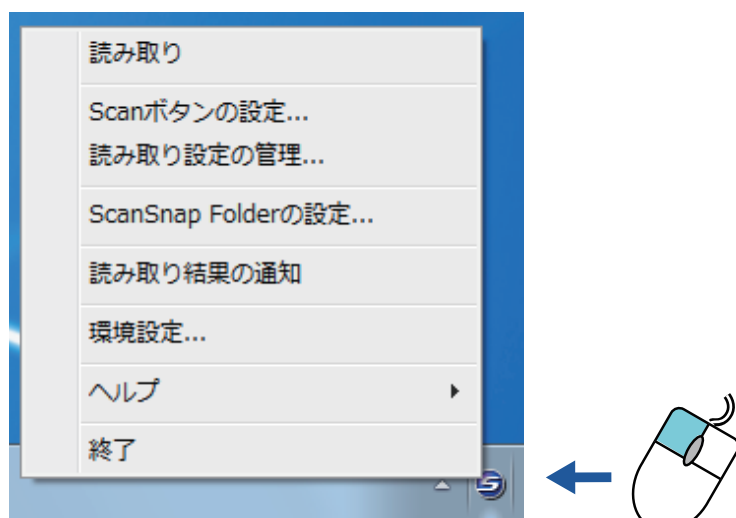 読み取り
Scanボタンの設定...
読み取り設定の管理...
ScanSnap Folderの設定...
読み取り結果の通知
環境設定...
ヘルプ
終了